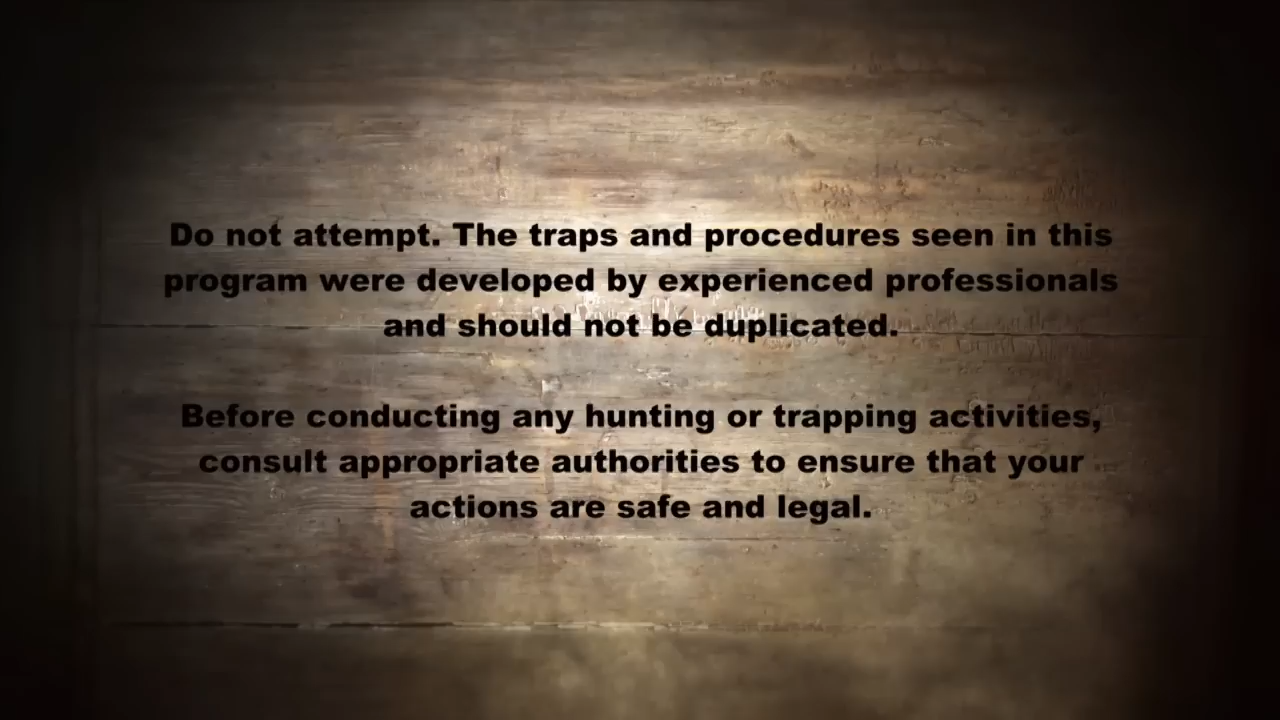 Do not attempt. The traps and procedures seen in this
program were developed by experienced professionals
and should not be duplicated.
Before conducting any hunting or trapping activities,
consult appropriate authorities to ensure that your
actions are safe and legal.